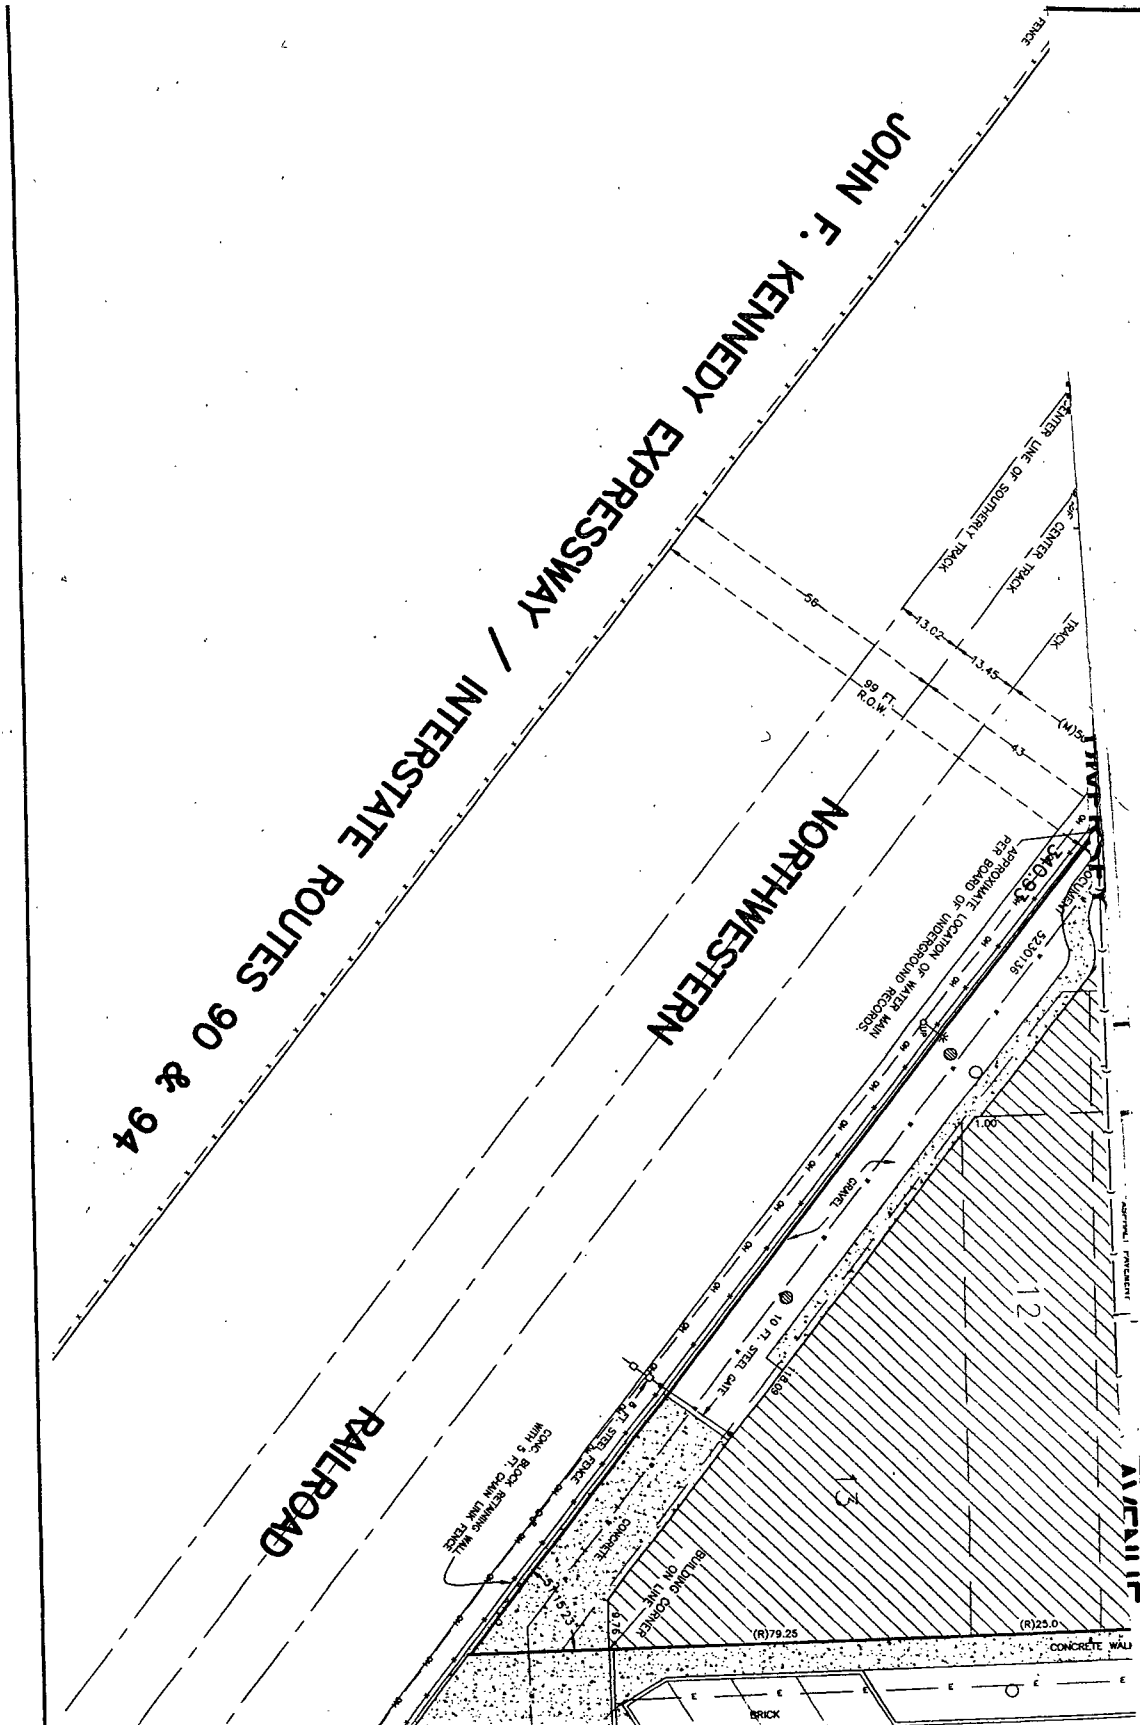 FENCE
JOHN F. KENNEDY EXPRESSWAY / INTERSTATE ROUTES 90 & 94
CENTER LINE OF SOUTHERLY TRACK
CENTER TRACK
TRACK
56
13.02
13.45
99 FT.
R.O.W.
43
NORTHWESTERN
RAILROAD
APPROXIMATE LOCATION OF WATER MAIN
PER BOARD OF UNDERGROUND RECORDS.
340.93
DOCUMENT 5230136
1.00
GRAVEL
12
10 FT. STEEL GATE
118.09
13
8 FT. STEEL FENCE
CONC. BLOCK RETAINING WALL
WITH 5 FT. CHAIN LINK FENCE
CONCRETE
BUILDING CORNER
ON LINE
(R)79.25
(R)25.0
CONCRETE WALK
BRICK
AVENUE